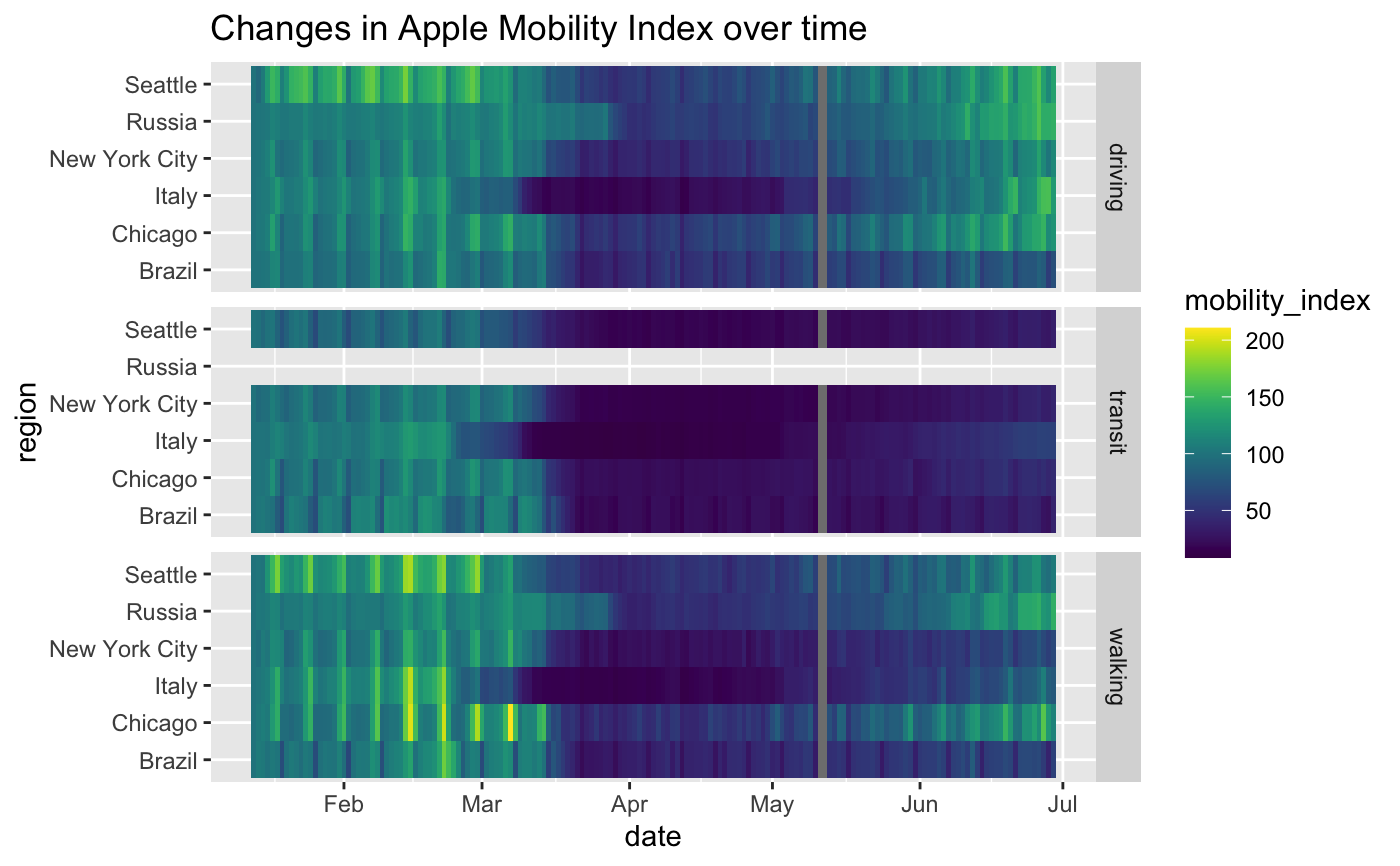 Changes in Apple Mobility Index over time
Seattle
Russia
New York City
Italy
Chicago
Brazil
driving
Seattle
Russia
New York City
Italy
Chicago
Brazil
transit
Seattle
Russia
New York City
Italy
Chicago
Brazil
walking
region
Feb Mar Apr May Jun Jul
date
mobility_index
200
150
100
50